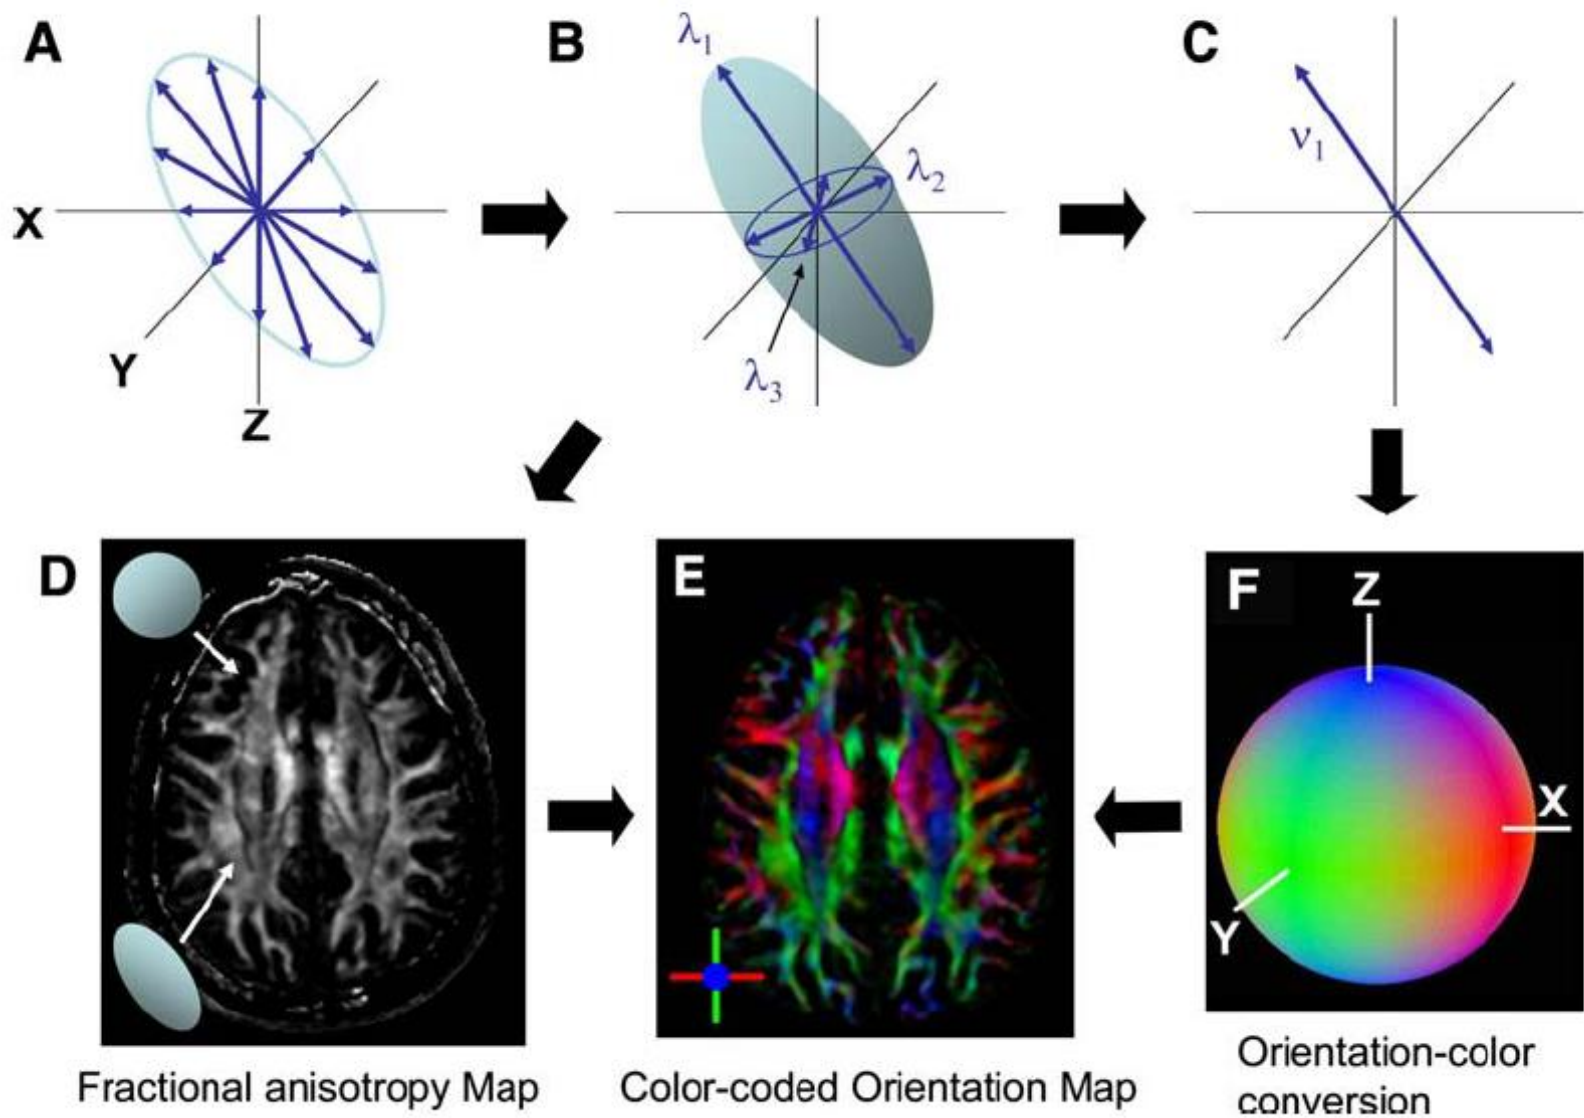 A
B
C
λ1
λ2
λ3
ν1
X
Y
Z
D
E
F
Z
X
Y
Fractional anisotropy Map
Color-coded Orientation Map
Orientation-color
conversion